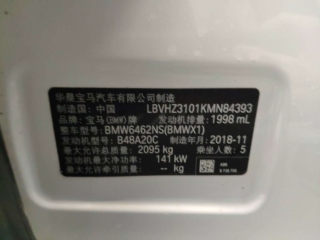 华晨宝马汽车有限公司制造
制造国: 中国 LBVHZ3101KMN84393
品牌: 宝马(BMW)牌 发动机排量: 1998 mL
整车型号: BMW6462NS(BMWX1)
发动机型号: B48A20C 制造年月: 2018-11
最大允许总质量: 2095 kg 乘坐人数: 5
发动机最大净功率: 141 kW
最大允许牵引质量: -- kg